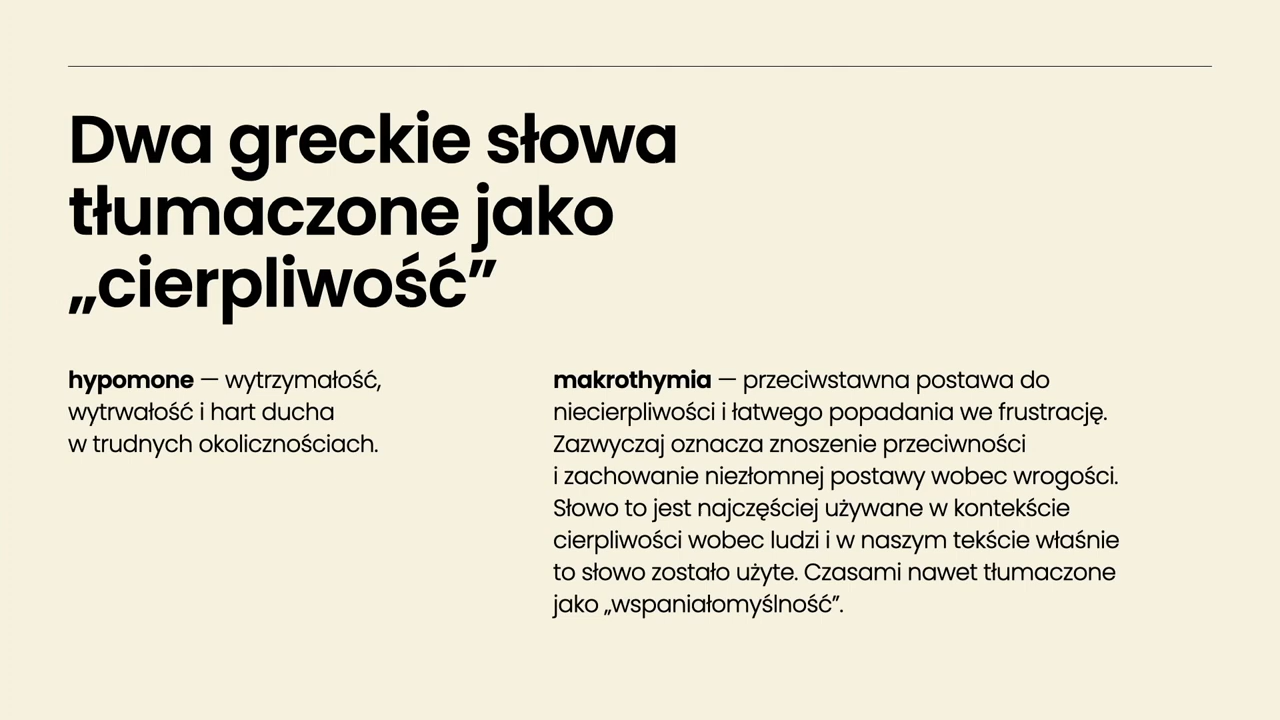 Dwa greckie słowa
tłumaczone jako
„cierpliwość”
hypomone — wytrzymałość,
wytrwałość i hart ducha
w trudnych okolicznościach.
makrothymia — przeciwstawna postawa do
niecierpliwości i łatwego popadania we frustrację.
Zazwyczaj oznacza znoszenie przeciwności
i zachowanie niezłomnej postawy wobec wrogości.
Słowo to jest najczęściej używane w kontekście
cierpliwości wobec ludzi i w naszym tekście właśnie
to słowo zostało użyte. Czasami nawet tłumaczone
jako „wspaniałomyślność”.